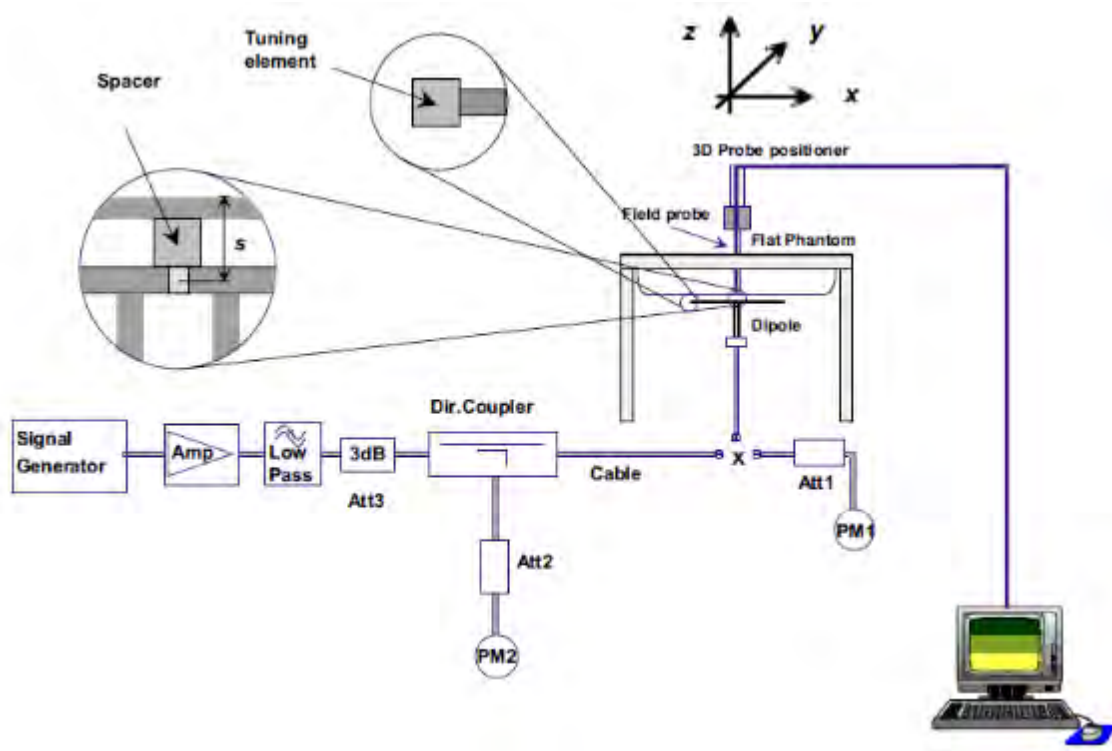 Tuning
element
Spacer
z
y
x
3D Probe positioner
Field probe
Flat Phantom
s
Dipole
Dir.Coupler
Signal
Generator
Amp
Low
Pass
3dB
Att3
Cable
X
Att1
PM1
Att2
PM2